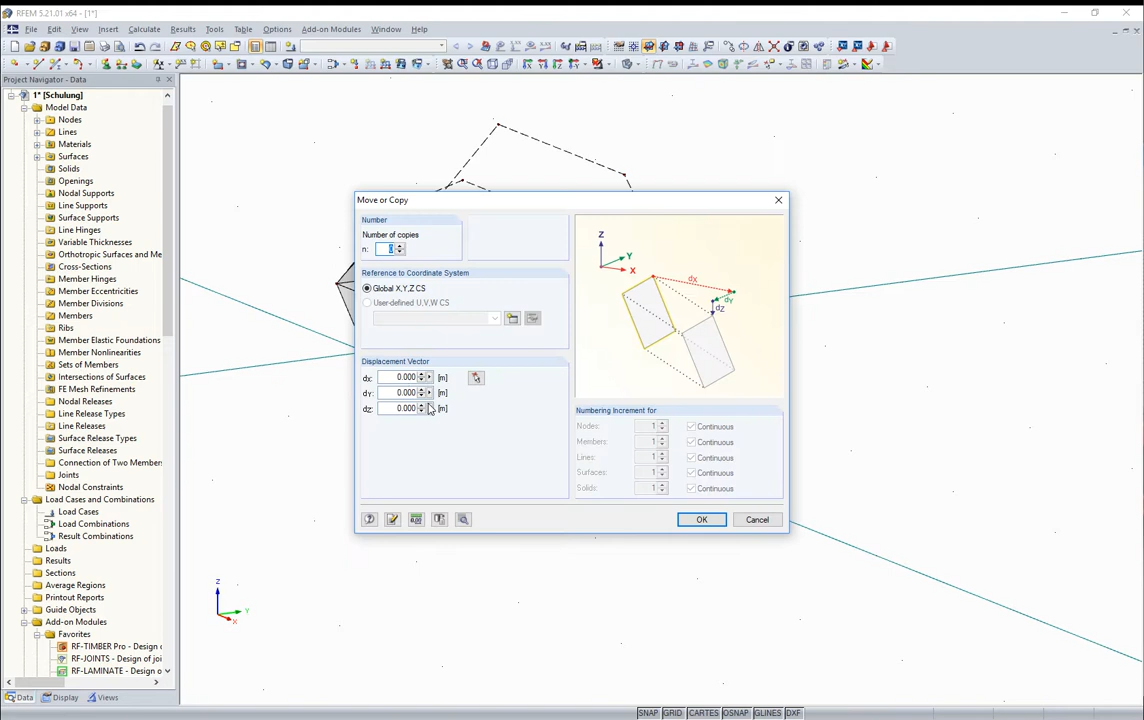 RFEM 5.21.01 x64 - [1*]
File Edit View Insert Calculate Results Tools Table Options Add-on Modules Window Help
Project Navigator - Data
1* [Schulung]
Model Data
Nodes
Lines
Materials
Surfaces
Solids
Openings
Nodal Supports
Line Supports
Surface Supports
Line Hinges
Variable Thicknesses
Orthotropic Surfaces and Me
Cross-Sections
Member Hinges
Member Eccentricities
Member Divisions
Members
Ribs
Member Elastic Foundations
Member Nonlinearities
Sets of Members
Intersections of Surfaces
FE Mesh Refinements
Nodal Releases
Line Release Types
Line Releases
Surface Release Types
Surface Releases
Connection of Two Members
Joints
Nodal Constraints
Load Cases and Combinations
Load Cases
Load Combinations
Result Combinations
Loads
Results
Sections
Average Regions
Printout Reports
Guide Objects
Add-on Modules
Favorites
RF-TIMBER Pro - Design o
RF-JOINTS - Design of joi
RF-LAMINATE - Design o
Data Display Views
Z
Y
X
Move or Copy
Number
Number of copies
n: 0
Reference to Coordinate System
Global X,Y,Z CS
User-defined U,V,W CS
Displacement Vector
dx: 0.000 [m]
dy: 0.000 [m]
dz: 0.000 [m]
Z
Y
X
dX
dY
dZ
Numbering Increment for
Nodes: 1 Continuous
Members: 1 Continuous
Lines: 1 Continuous
Surfaces: 1 Continuous
Solids: 1 Continuous
OK Cancel
SNAP GRID CARTES OSNAP GLINES DXF